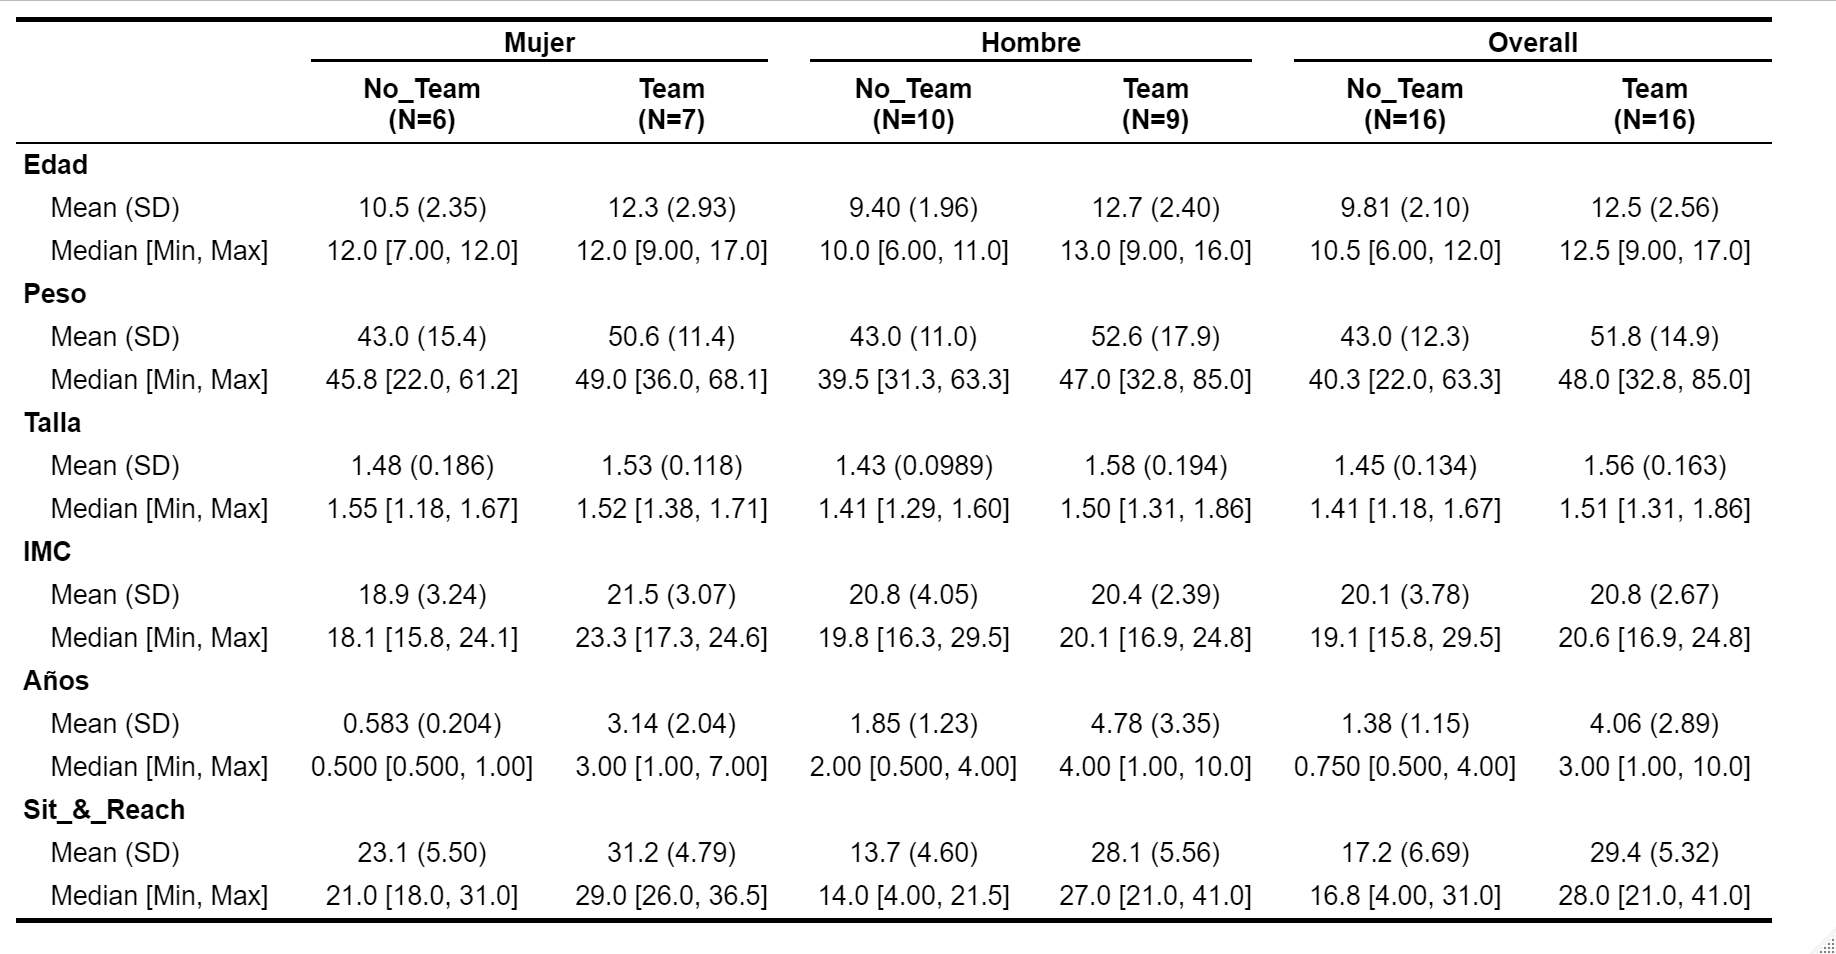 Mujer Hombre Overall
No_Team Team No_Team Team No_Team Team
(N=6) (N=7) (N=10) (N=9) (N=16) (N=16)
Edad
Mean (SD) 10.5 (2.35) 12.3 (2.93) 9.40 (1.96) 12.7 (2.40) 9.81 (2.10) 12.5 (2.56)
Median [Min, Max] 12.0 [7.00, 12.0] 12.0 [9.00, 17.0] 10.0 [6.00, 11.0] 13.0 [9.00, 16.0] 10.5 [6.00, 12.0] 12.5 [9.00, 17.0]
Peso
Mean (SD) 43.0 (15.4) 50.6 (11.4) 43.0 (11.0) 52.6 (17.9) 43.0 (12.3) 51.8 (14.9)
Median [Min, Max] 45.8 [22.0, 61.2] 49.0 [36.0, 68.1] 39.5 [31.3, 63.3] 47.0 [32.8, 85.0] 40.3 [22.0, 63.3] 48.0 [32.8, 85.0]
Talla
Mean (SD) 1.48 (0.186) 1.53 (0.118) 1.43 (0.0989) 1.58 (0.194) 1.45 (0.134) 1.56 (0.163)
Median [Min, Max] 1.55 [1.18, 1.67] 1.52 [1.38, 1.71] 1.41 [1.29, 1.60] 1.50 [1.31, 1.86] 1.41 [1.18, 1.67] 1.51 [1.31, 1.86]
IMC
Mean (SD) 18.9 (3.24) 21.5 (3.07) 20.8 (4.05) 20.4 (2.39) 20.1 (3.78) 20.8 (2.67)
Median [Min, Max] 18.1 [15.8, 24.1] 23.3 [17.3, 24.6] 19.8 [16.3, 29.5] 20.1 [16.9, 24.8] 19.1 [15.8, 29.5] 20.6 [16.9, 24.8]
Años
Mean (SD) 0.583 (0.204) 3.14 (2.04) 1.85 (1.23) 4.78 (3.35) 1.38 (1.15) 4.06 (2.89)
Median [Min, Max] 0.500 [0.500, 1.00] 3.00 [1.00, 7.00] 2.00 [0.500, 4.00] 4.00 [1.00, 10.0] 0.750 [0.500, 4.00] 3.00 [1.00, 10.0]
Sit_&_Reach
Mean (SD) 23.1 (5.50) 31.2 (4.79) 13.7 (4.60) 28.1 (5.56) 17.2 (6.69) 29.4 (5.32)
Median [Min, Max] 21.0 [18.0, 31.0] 29.0 [26.0, 36.5] 14.0 [4.00, 21.5] 27.0 [21.0, 41.0] 16.8 [4.00, 31.0] 28.0 [21.0, 41.0]